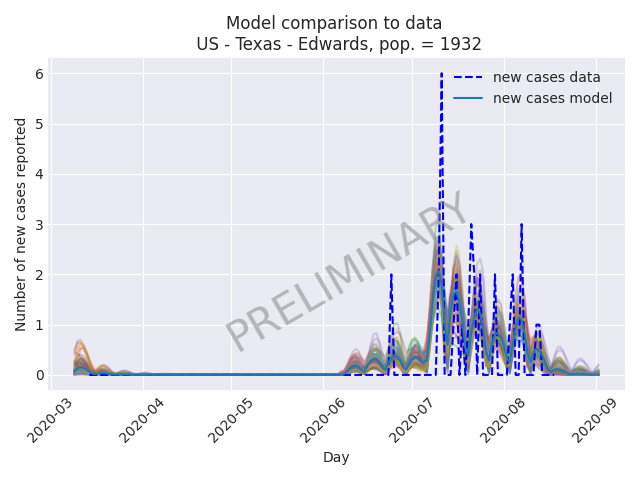 Model comparison to data
US - Texas - Edwards, pop. = 1932
new cases data
new cases model
PRELIMINARY
Number of new cases reported
6
5
4
3
2
1
0
2020-03
2020-04
2020-05
2020-06
2020-07
2020-08
2020-09
Day